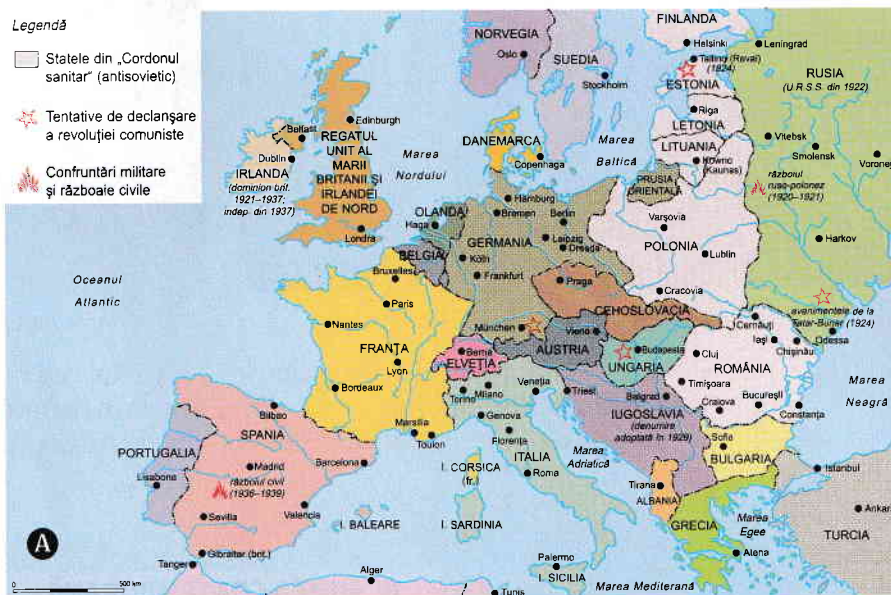 Legendă
Statele din „Cordonul
sanitar" (antisovietic)
Tentative de declanșare
a revoluției comuniste
Confruntări militare
și războaie civile
NORVEGIA
Oslo
SUEDIA
Stockholm
FINLANDA
Helsinki
Leningrad
Tallino (Reval)
(1924)
ESTONIA
RUSIA
(U.R.S.S. din 1922)
Riga
LETONIA
LITUANIA
Kowno
(Kaunas)
Vitebsk
Smolensk
războiul
ruso-polonez
(1920–1921)
Harkov
Edinburgh
Belfast
REGATUL
UNIT AL
MARII
BRITANII ȘI
IRLANDEI
DE NORD
Dublin
IRLANDA
(dominion brit.
1921–1937;
indep. din 1937)
Londra
Marea
Nordului
DANEMARCA
Copenhaga
Marea
Baltică
PRUSIA
ORIENTALĂ
Hamburg
Bremen
Berlin
OLANDA
Haga
GERMANIA
Leipzig
Dresda
Köln
Frankfurt
BELGIA
Bruxelles
Varșovia
POLONIA
Lublin
Cracovia
Praga
CEHOSLOVACIA
Oceanul
Atlantic
Paris
Nantes
FRANȚA
Lyon
Bordeaux
Marsilia
Toulon
München
Viena
AUSTRIA
Berna
ELVEȚIA
Budapesta
UNGARIA
evenimentele de la
Tatar-Bunar (1924)
Odessa
Cernăuți
Iași
Chișinău
Cluj
ROMÂNIA
Timișoara
București
Craiova
Constanța
Marea
Neagră
Torino
Milano
Veneția
Triest
Genova
Florența
ITALIA
Roma
Belgrad
IUGOSLAVIA
(denumire
adoptată în 1929)
Marea
Adriatică
Sofia
BULGARIA
Tirana
ALBANIA
GRECIA
Marea
Egee
Atena
Istanbul
Ankar
TURCIA
Bilbao
SPANIA
PORTUGALIA
Lisabona
Madrid
Barcelona
războiul civil
(1936–1939)
Valencia
Sevilla
Gibraltar (brit.)
Tanger
I. BALEARE
I. CORSICA
(fr.)
I. SARDINIA
Palermo
I. SICILIA
Alger
Tunis
Marea Mediterană
A
0
500 km